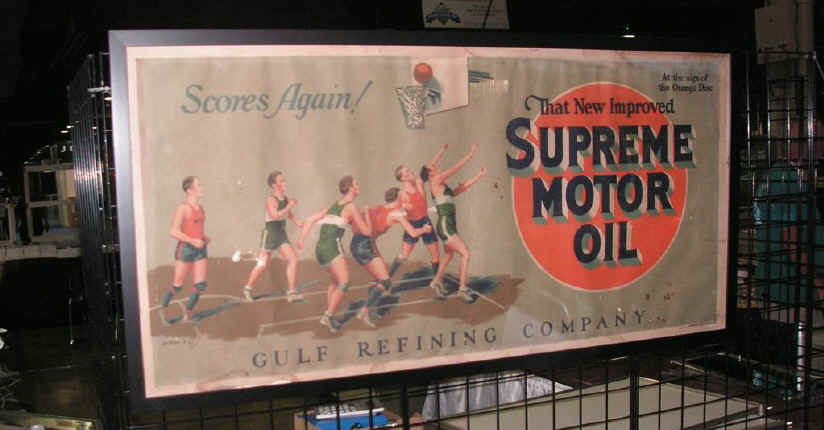 Scores Again!
At the sign of
the Orange Disc
That New Improved
SUPREME
MOTOR
OIL
GULF REFINING COMPANY